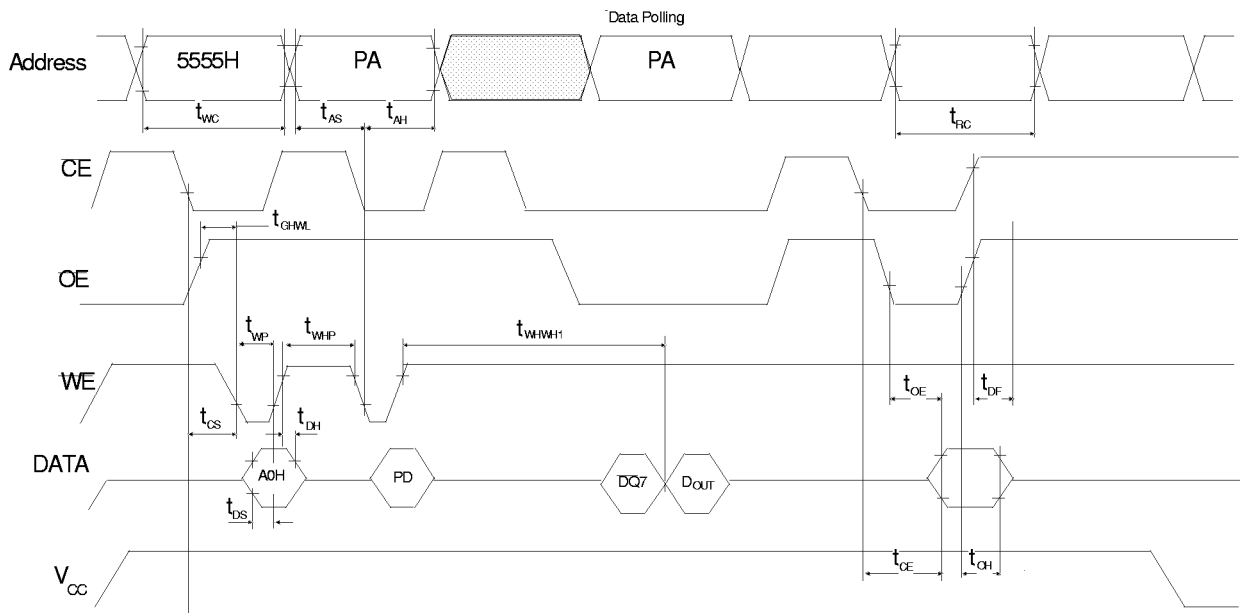 Data Polling
Address 5555H PA PA
tWC tAS tAH tRC
CE
tGHWL
OE
tWP tWHP tWHWH1
WE
tOE tDF
tCS tDH
DATA A0H PD DQ7 DOUT
tDS
tCE tOH
VCC